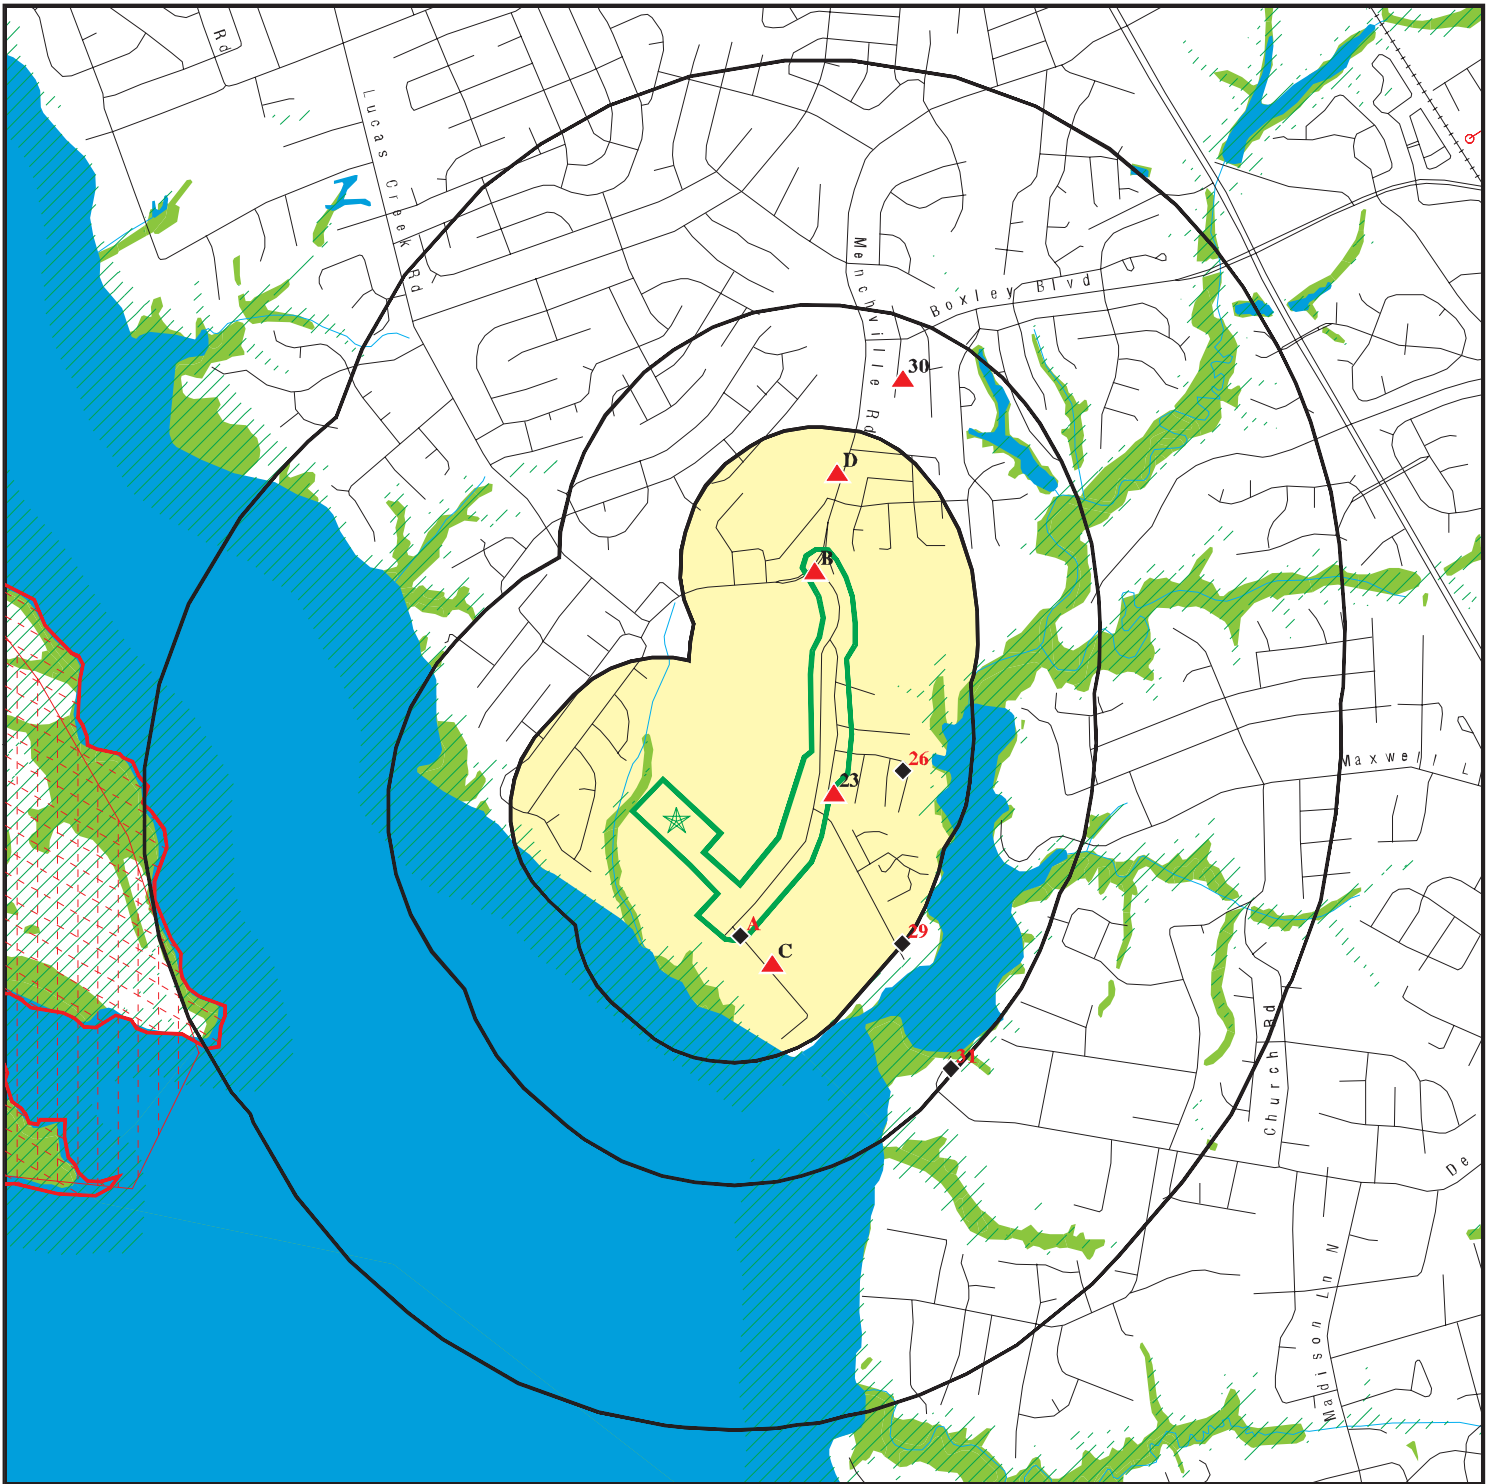 Rd
Lucas Creek Rd
Menchville Rd
Boxley Blvd
30
D
B
26
23
Maxwell L
A
29
C
31
Church Rd
De
Madison Ln N